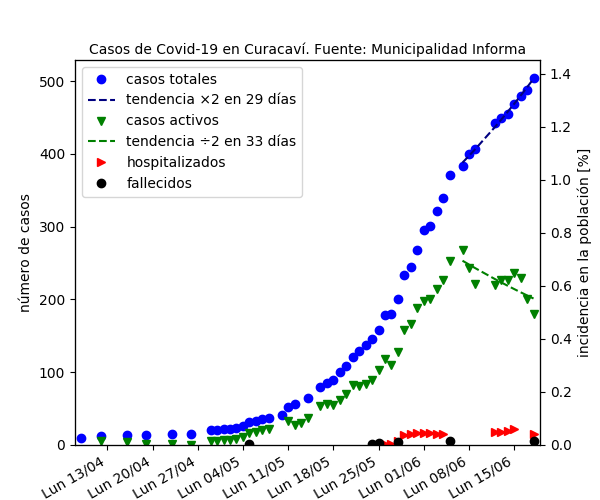 Casos de Covid-19 en Curacaví. Fuente: Municipalidad Informa
casos totales
tendencia ×2 en 29 días
casos activos
tendencia ÷2 en 33 días
hospitalizados
fallecidos
número de casos
500
400
300
200
100
0
incidencia en la población [%]
1.4
1.2
1.0
0.8
0.6
0.4
0.2
0.0
Lun 13/04
Lun 20/04
Lun 27/04
Lun 04/05
Lun 11/05
Lun 18/05
Lun 25/05
Lun 01/06
Lun 08/06
Lun 15/06